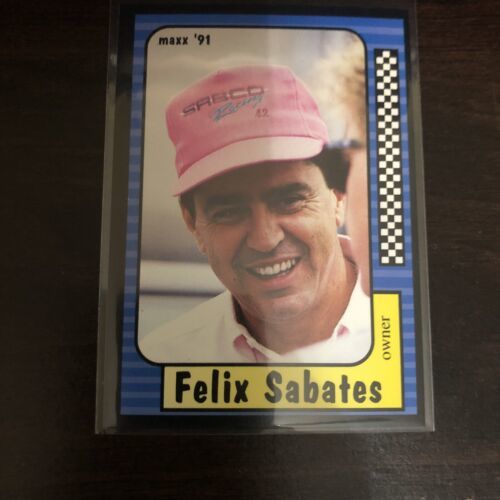 maxx '91
SABCO
Racing
42
owner
Felix Sabates